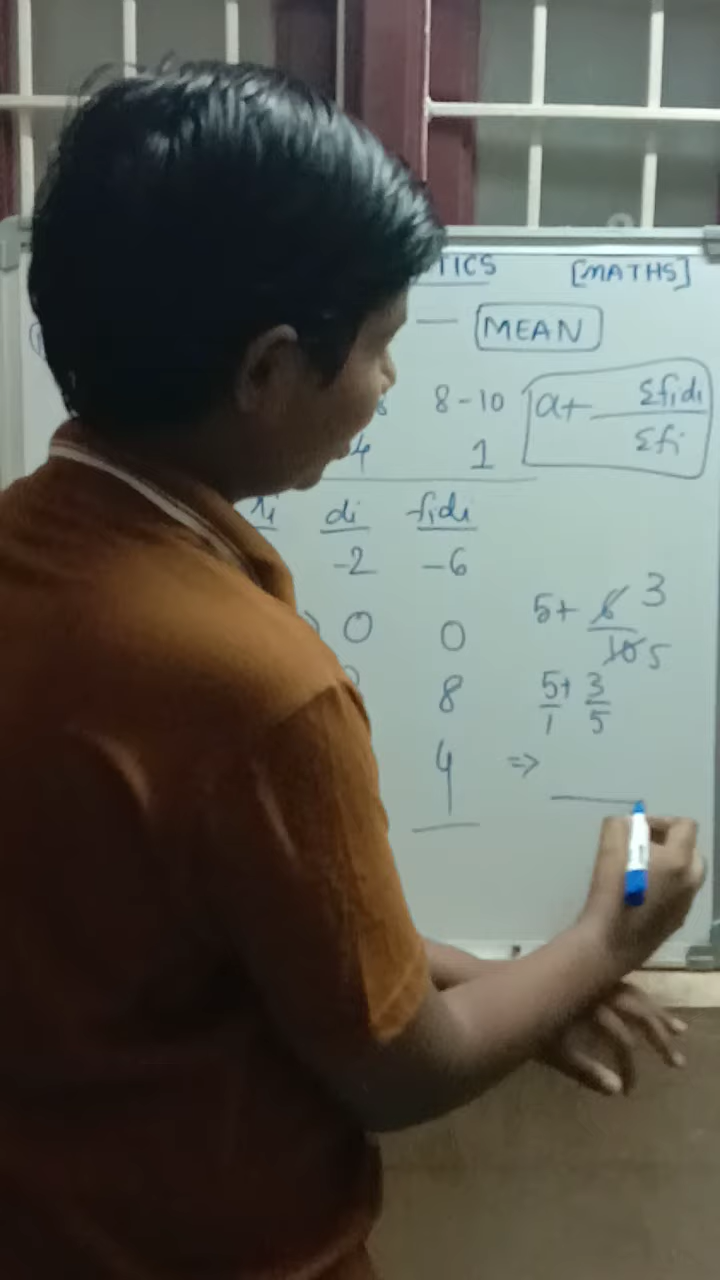 TICS [MATHS]
— MEAN
8-10
4 1
a+ Σfidi / Σfi
di fidi
-2 -6
0 0
8
4
5+ 6/10 3 5
5/1 + 3/5
⇒